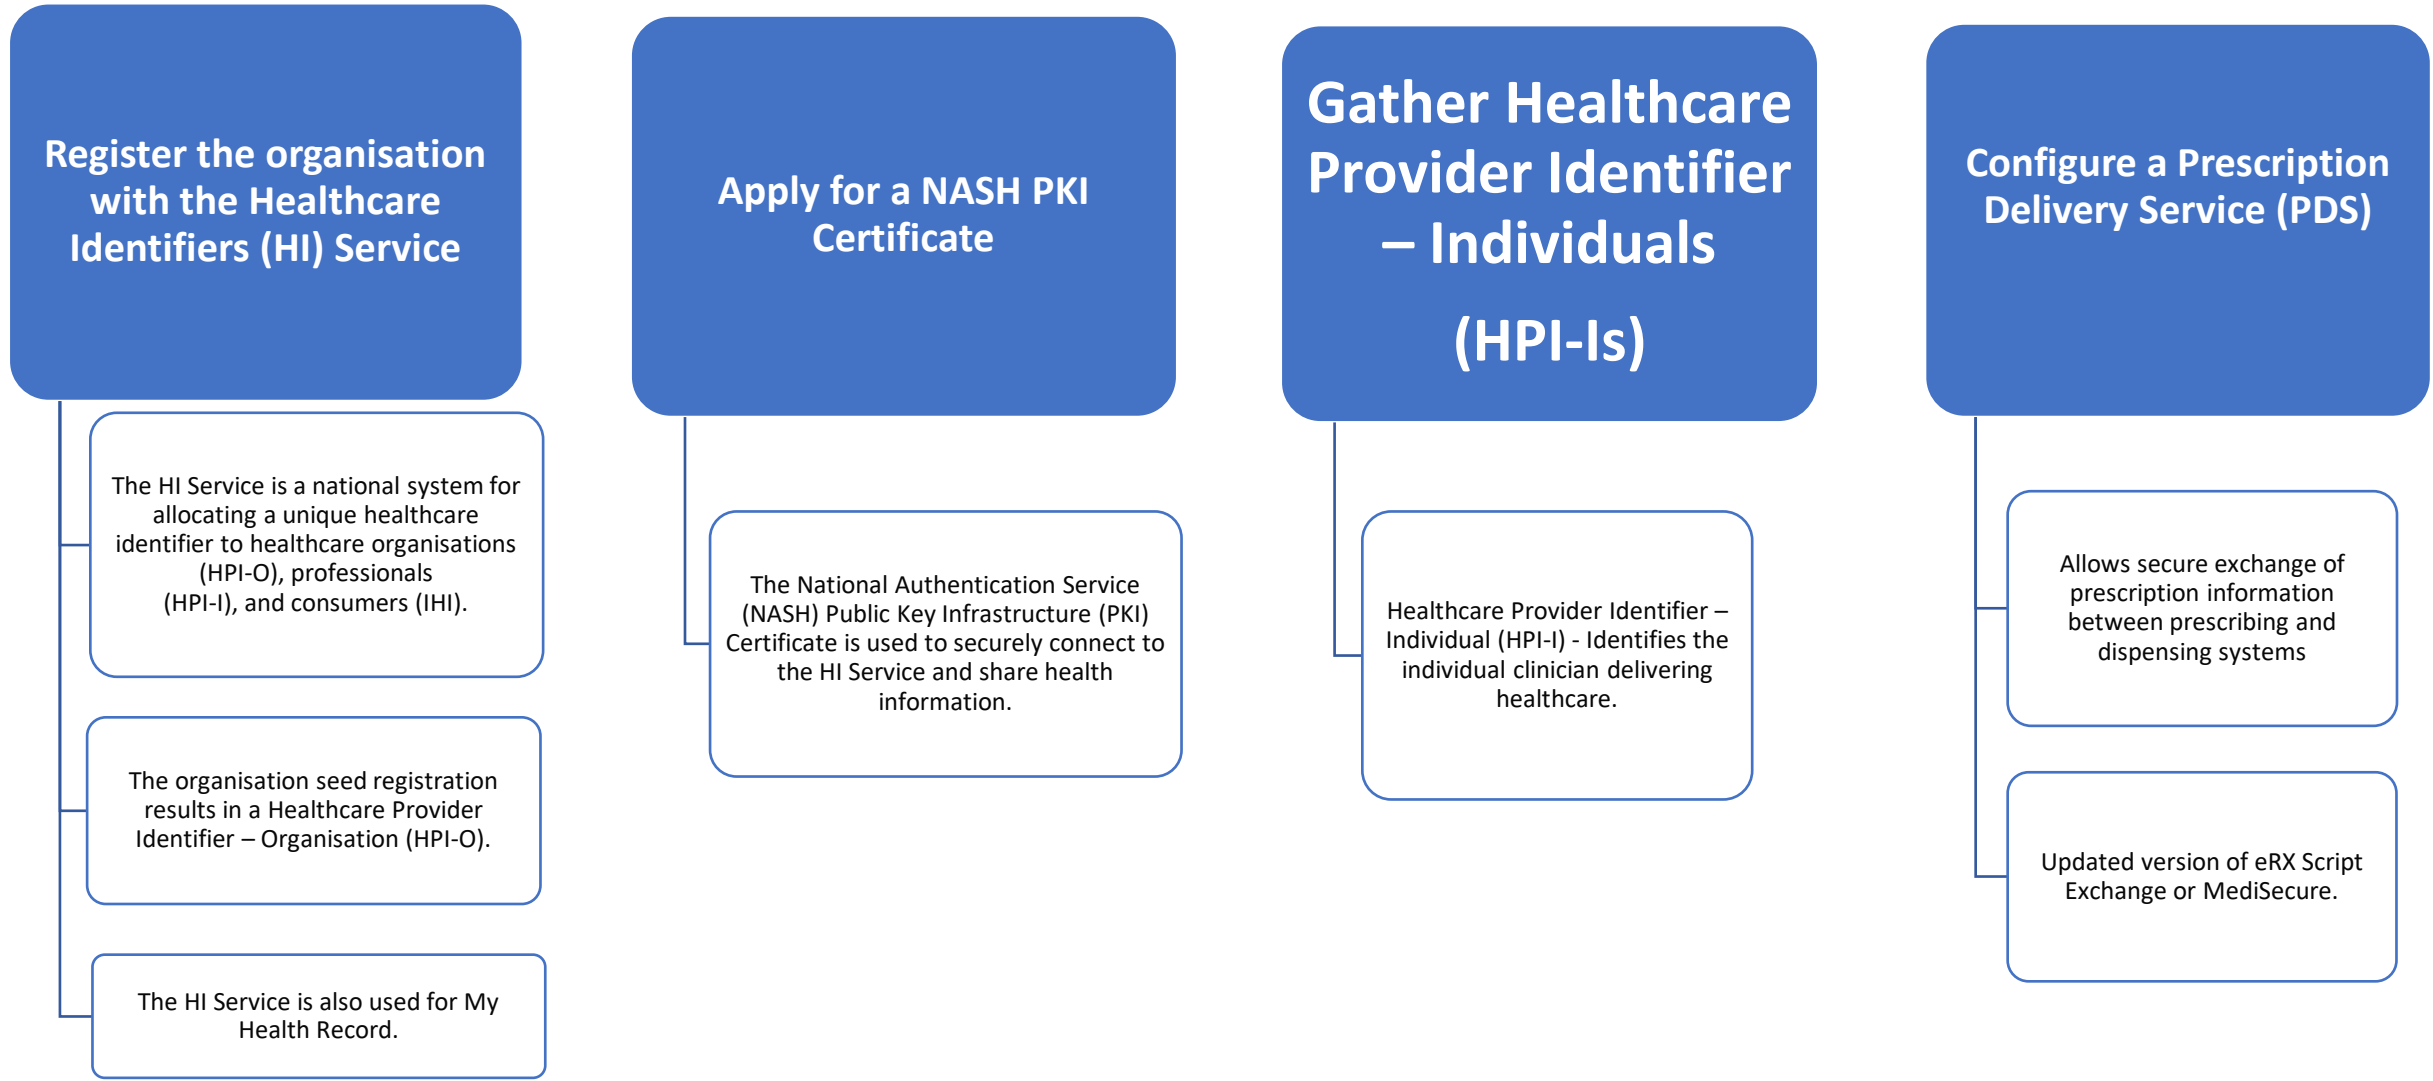 Register the organisation
with the Healthcare
Identifiers (HI) Service
The HI Service is a national system for
allocating a unique healthcare
identifier to healthcare organisations
(HPI-O), professionals
(HPI-I), and consumers (IHI).
The organisation seed registration
results in a Healthcare Provider
Identifier – Organisation (HPI-O).
The HI Service is also used for My
Health Record.
Apply for a NASH PKI
Certificate
The National Authentication Service
(NASH) Public Key Infrastructure (PKI)
Certificate is used to securely connect to
the HI Service and share health
information.
Gather Healthcare
Provider Identifier
– Individuals
(HPI-Is)
Healthcare Provider Identifier –
Individual (HPI-I) - Identifies the
individual clinician delivering
healthcare.
Configure a Prescription
Delivery Service (PDS)
Allows secure exchange of
prescription information
between prescribing and
dispensing systems
Updated version of eRX Script
Exchange or MediSecure.